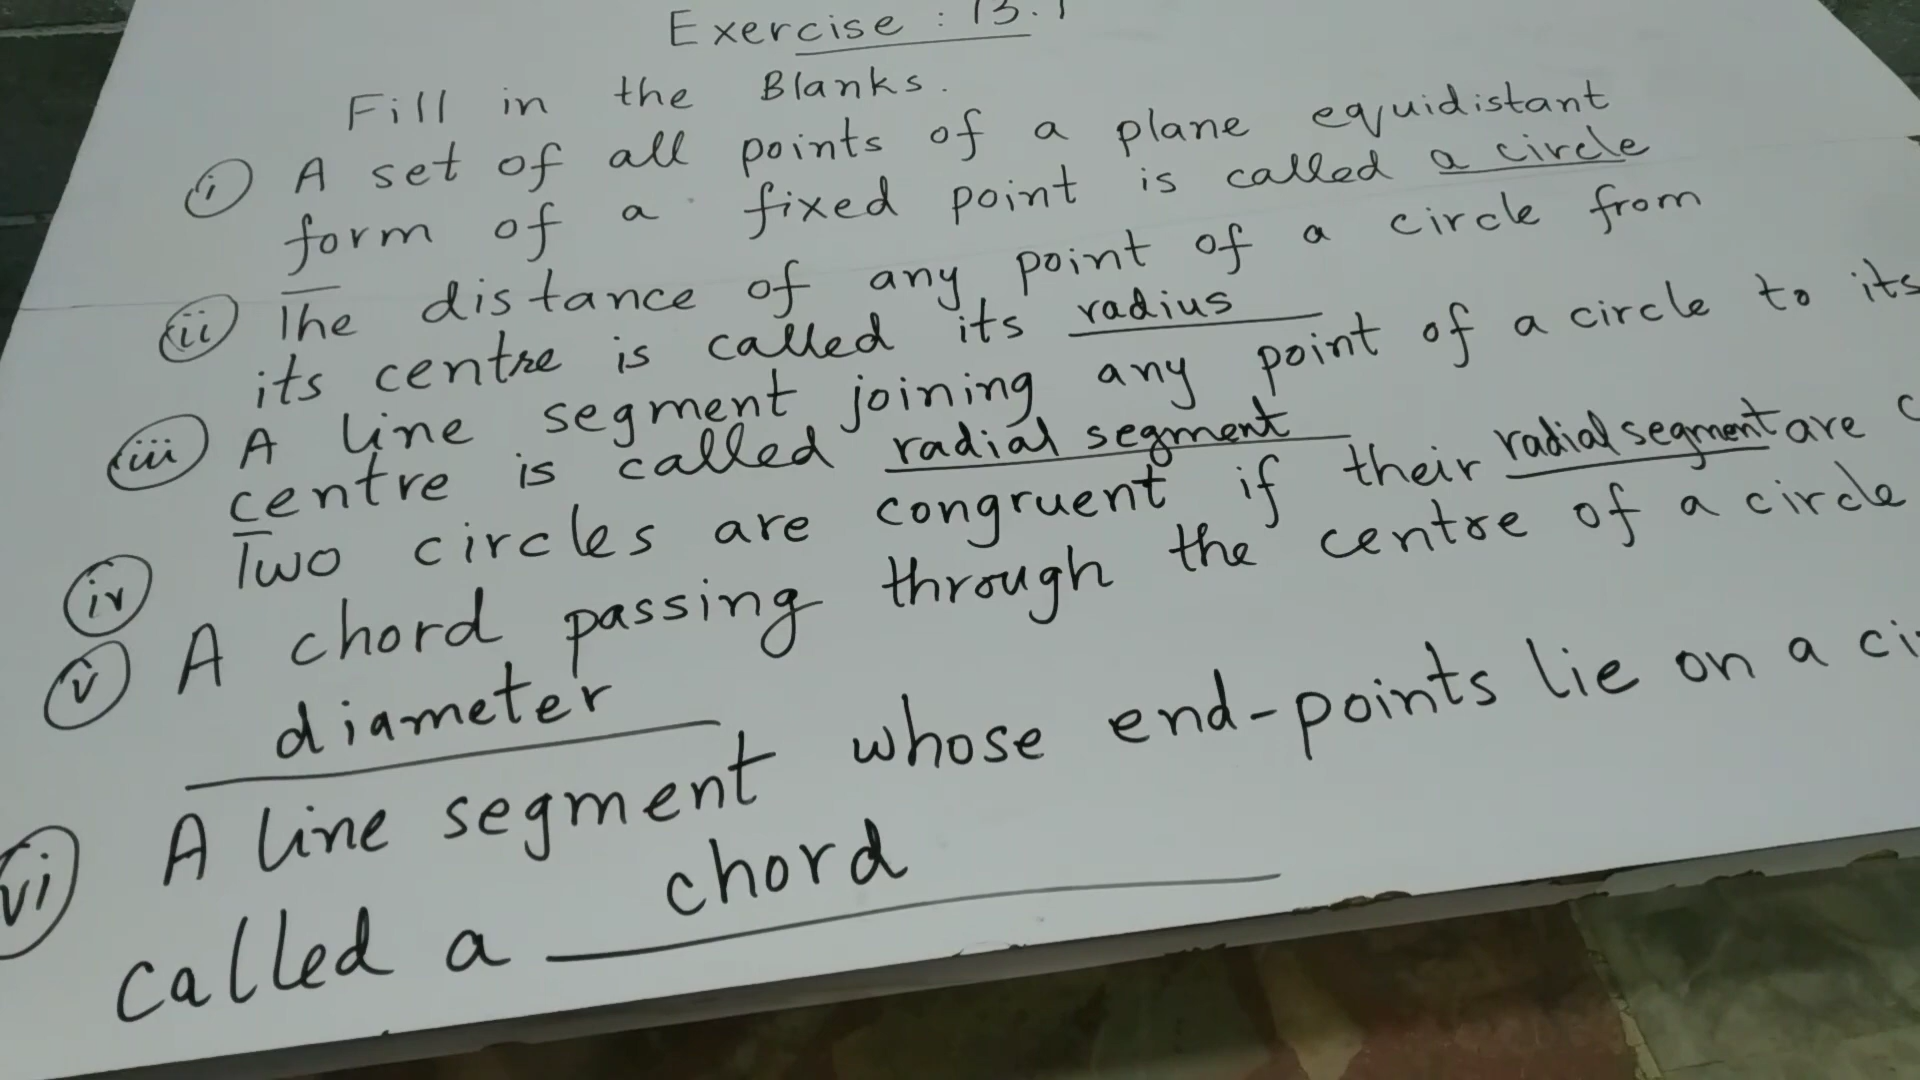 Exercise : 13.1
Fill in the Blanks.
i A set of all points of a plane equidistant
form of a fixed point is called a circle
ii The distance of any point of a circle from
its centre is called its radius
iii A line segment joining any point of a circle to its
centre is called radial segment
iv Two circles are congruent if their radial segment are
v A chord passing through the centre of a circle
diameter
vi A line segment whose end-points lie on a
called a chord